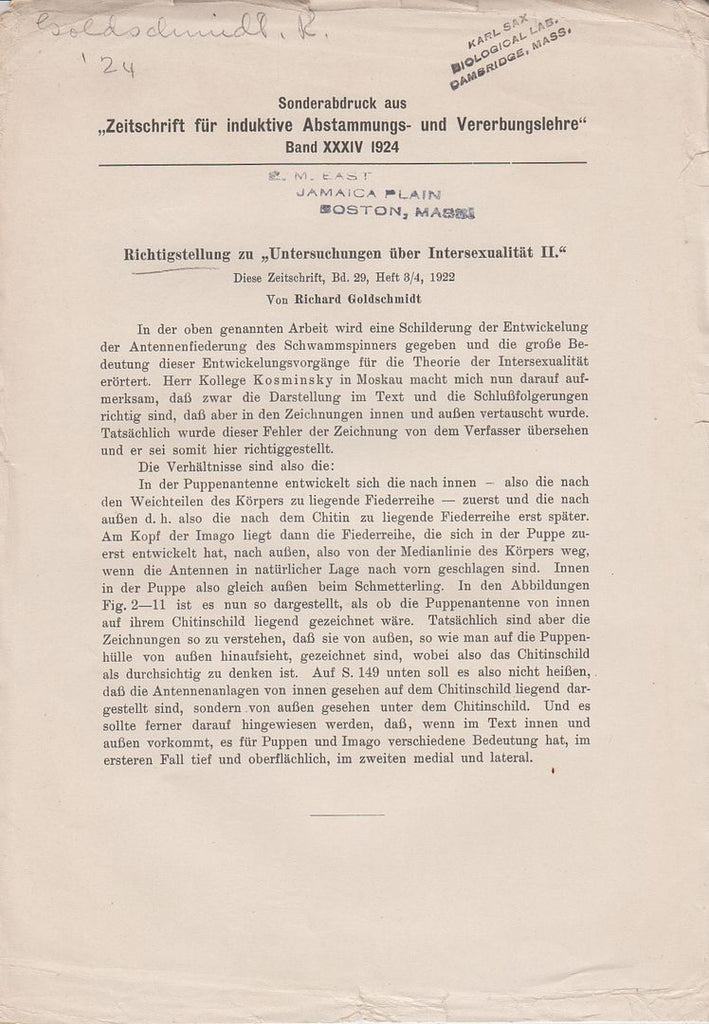 Goldschmidt. R.
'24
KARL SAX
BIOLOGICAL LAB.
CAMBRIDGE, MASS.
Sonderabdruck aus
„Zeitschrift für induktive Abstammungs- und Vererbungslehre“
Band XXXIV 1924
E. M. EAST
JAMAICA PLAIN
BOSTON, MASS.
Richtigstellung zu „Untersuchungen über Intersexualität II.“
Diese Zeitschrift, Bd. 29, Heft 3/4, 1922
Von Richard Goldschmidt
In der oben genannten Arbeit wird eine Schilderung der Entwickelung
der Antennenfiederung des Schwammspinners gegeben und die große Be-
deutung dieser Entwickelungsvorgänge für die Theorie der Intersexualität
erörtert. Herr Kollege Kosminsky in Moskau macht mich nun darauf auf-
merksam, daß zwar die Darstellung im Text und die Schlußfolgerungen
richtig sind, daß aber in den Zeichnungen innen und außen vertauscht wurde.
Tatsächlich wurde dieser Fehler der Zeichnung von dem Verfasser übersehen
und er sei somit hier richtiggestellt.
Die Verhältnisse sind also die:
In der Puppenantenne entwickelt sich die nach innen – also die nach
den Weichteilen des Körpers zu liegende Fiederreihe — zuerst und die nach
außen d. h. also die nach dem Chitin zu liegende Fiederreihe erst später.
Am Kopf der Imago liegt dann die Fiederreihe, die sich in der Puppe zu-
erst entwickelt hat, nach außen, also von der Medianlinie des Körpers weg,
wenn die Antennen in natürlicher Lage nach vorn geschlagen sind. Innen
in der Puppe also gleich außen beim Schmetterling. In den Abbildungen
Fig. 2—11 ist es nun so dargestellt, als ob die Puppenantenne von innen
auf ihrem Chitinschild liegend gezeichnet wäre. Tatsächlich sind aber die
Zeichnungen so zu verstehen, daß sie von außen, so wie man auf die Puppen-
hülle von außen hinaufsieht, gezeichnet sind, wobei also das Chitinschild
als durchsichtig zu denken ist. Auf S. 149 unten soll es also nicht heißen,
daß die Antennenanlagen von innen gesehen auf dem Chitinschild liegend dar-
gestellt sind, sondern von außen gesehen unter dem Chitinschild. Und es
sollte ferner darauf hingewiesen werden, daß, wenn im Text innen und
außen vorkommt, es für Puppen und Imago verschiedene Bedeutung hat, im
ersteren Fall tief und oberflächlich, im zweiten medial und lateral.